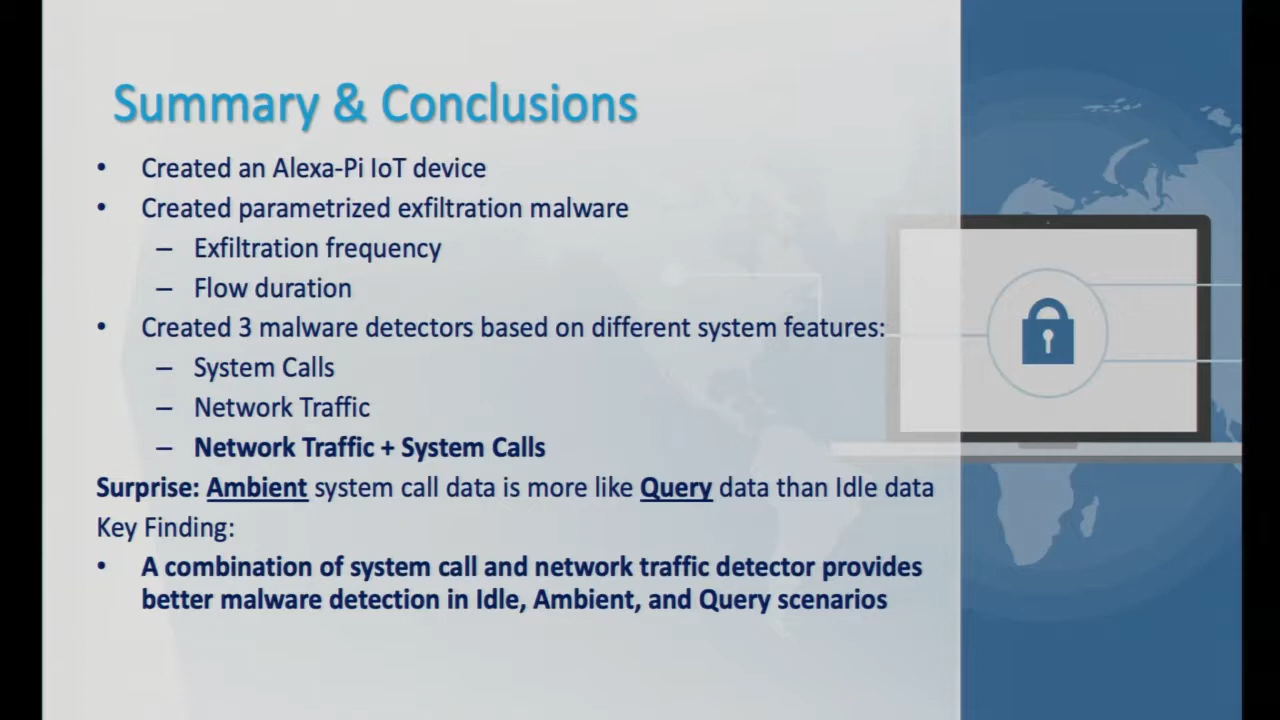 Summary & Conclusions
• Created an Alexa-Pi IoT device
• Created parametrized exfiltration malware
– Exfiltration frequency
– Flow duration
• Created 3 malware detectors based on different system features:
– System Calls
– Network Traffic
– Network Traffic + System Calls
Surprise: Ambient system call data is more like Query data than Idle data
Key Finding:
• A combination of system call and network traffic detector provides
better malware detection in Idle, Ambient, and Query scenarios